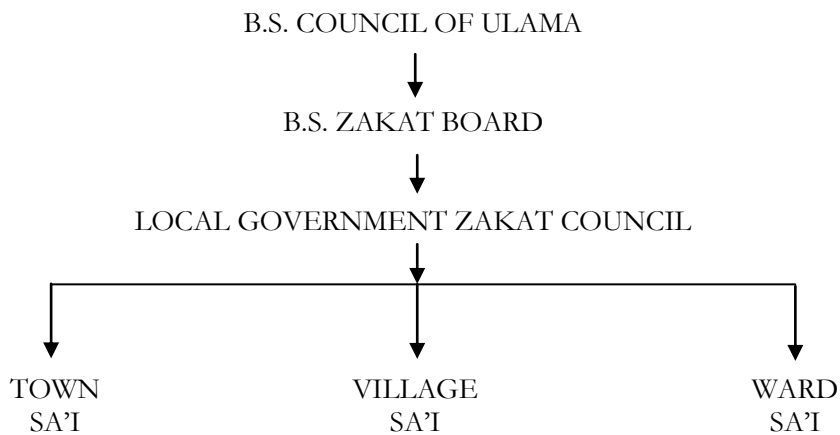 B.S. COUNCIL OF ULAMA
B.S. ZAKAT BOARD
LOCAL GOVERNMENT ZAKAT COUNCIL
TOWN
SA’I
VILLAGE
SA’I
WARD
SA’I